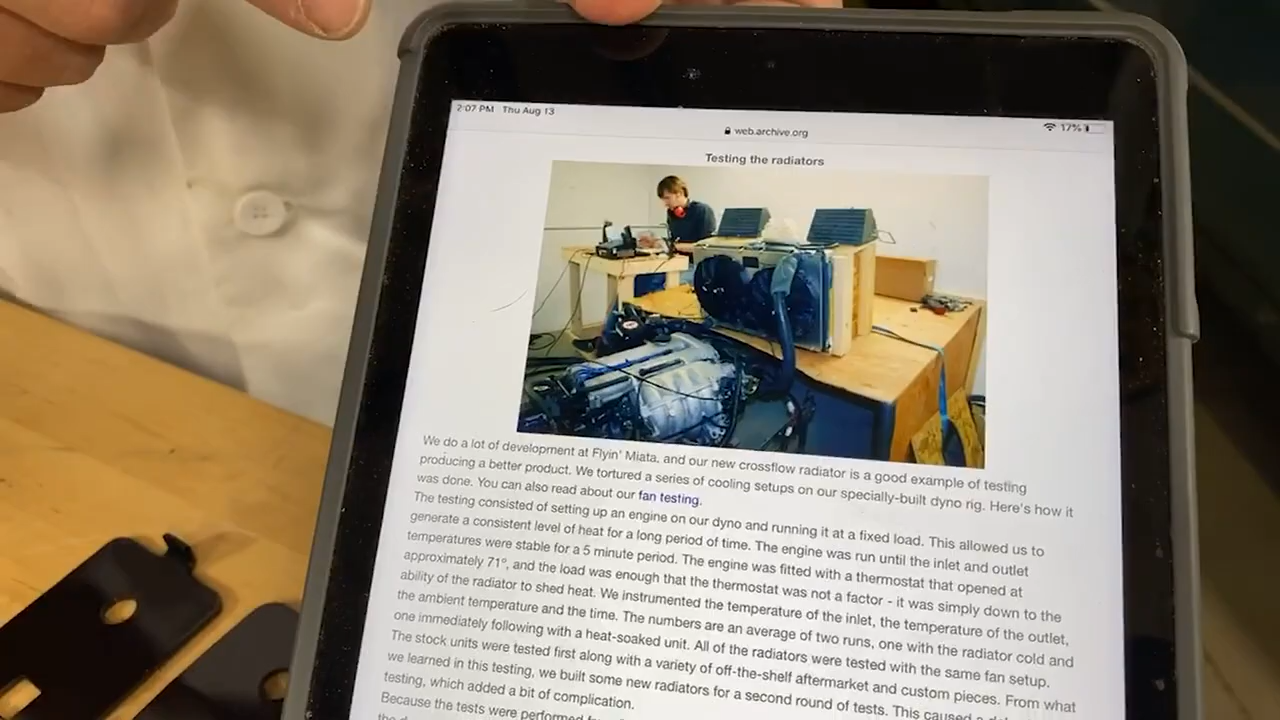 2:07 PM Thu Aug 13
web.archive.org
17%
Testing the radiators
We do a lot of development at Flyin' Miata, and our new crossflow radiator is a good example of testing
producing a better product. We tortured a series of cooling setups on our specially-built dyno rig. Here's how it
was done. You can also read about our fan testing.
The testing consisted of setting up an engine on our dyno and running it at a fixed load. This allowed us to
generate a consistent level of heat for a long period of time. The engine was run until the inlet and outlet
temperatures were stable for a 5 minute period. The engine was fitted with a thermostat that opened at
approximately 71°, and the load was enough that the thermostat was not a factor - it was simply down to the
ability of the radiator to shed heat. We instrumented the temperature of the inlet, the temperature of the outlet,
the ambient temperature and the time. The numbers are an average of two runs, one with the radiator cold and
one immediately following with a heat-soaked unit. All of the radiators were tested with the same fan setup.
The stock units were tested first along with a variety of off-the-shelf aftermarket and custom pieces. From what
we learned in this testing, we built some new radiators for a second round of tests. This caused a
testing, which added a bit of complication.
Because the tests were performed